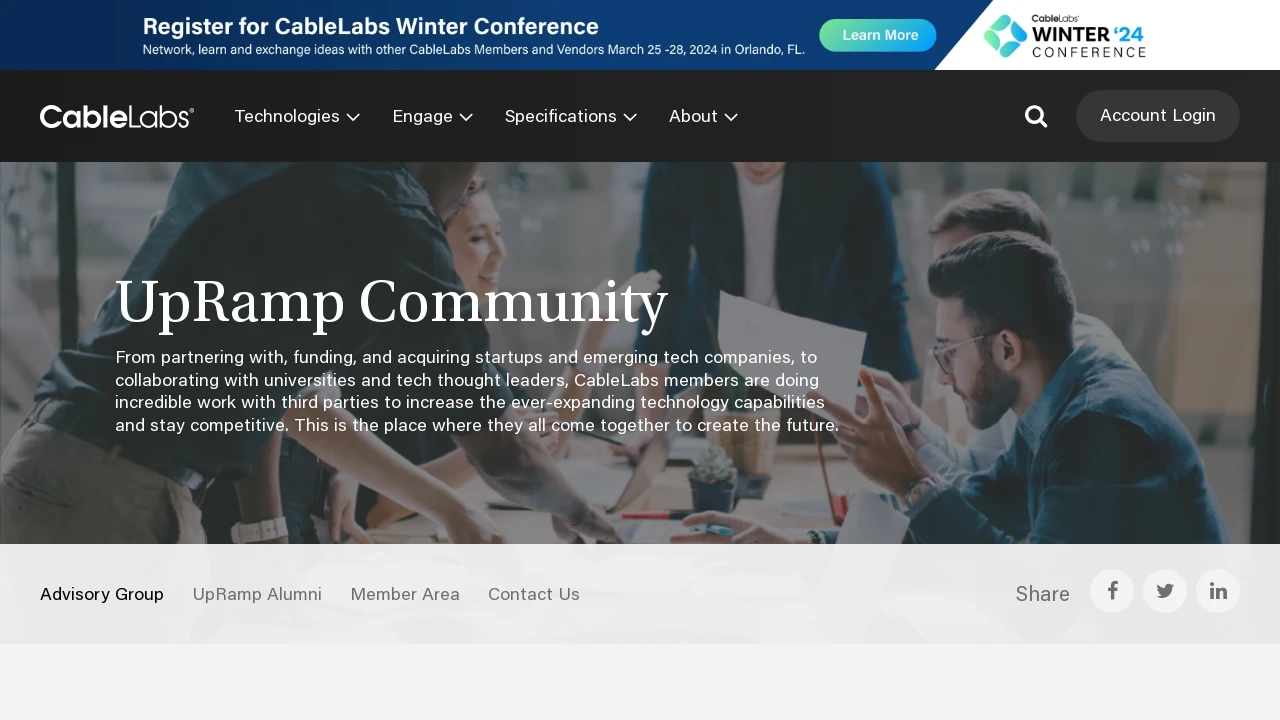 Register for CableLabs Winter Conference
Network, learn and exchange ideas with other CableLabs Members and Vendors March 25 -28, 2024 in Orlando, FL.
Learn More
CableLabs
WINTER ‘24
CONFERENCE
CableLabs®
Technologies
Engage
Specifications
About
Account Login
UpRamp Community
From partnering with, funding, and acquiring startups and emerging tech companies, to
collaborating with universities and tech thought leaders, CableLabs members are doing
incredible work with third parties to increase the ever-expanding technology capabilities
and stay competitive. This is the place where they all come together to create the future.
Advisory Group
UpRamp Alumni
Member Area
Contact Us
Share